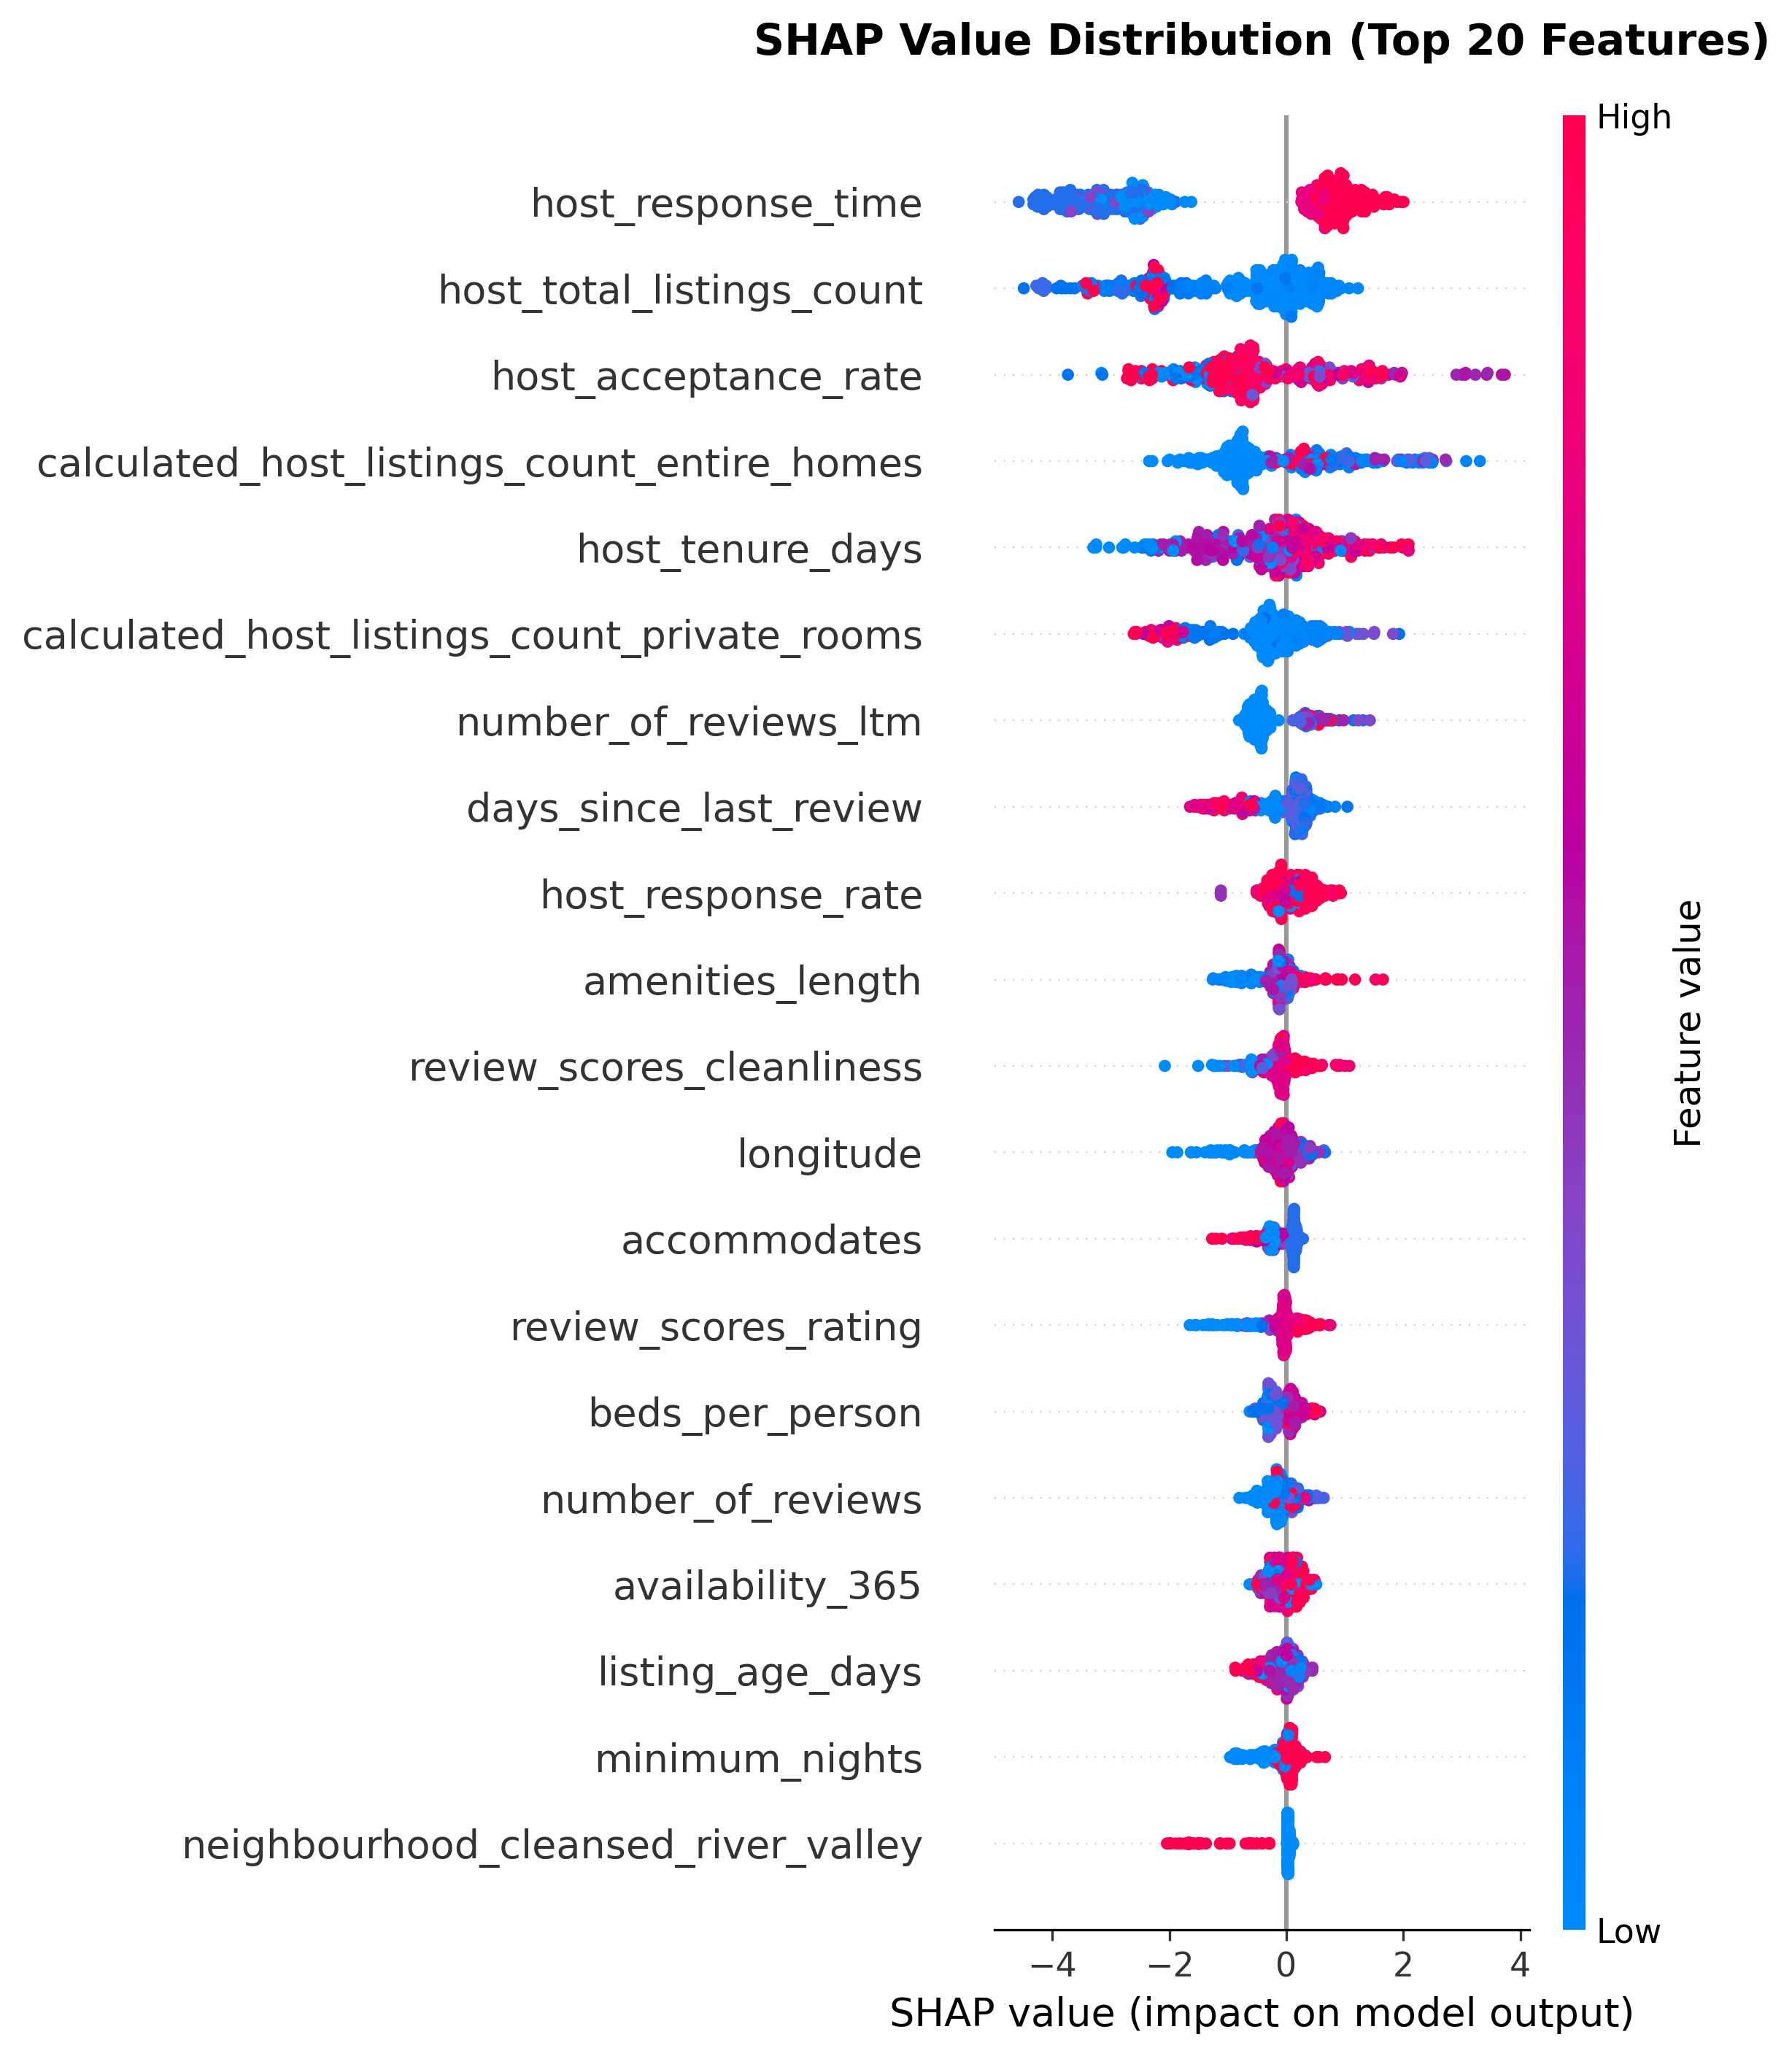 SHAP Value Distribution (Top 20 Features)
High
host_response_time
host_total_listings_count
host_acceptance_rate
calculated_host_listings_count_entire_homes
host_tenure_days
calculated_host_listings_count_private_rooms
number_of_reviews_ltm
days_since_last_review
host_response_rate
amenities_length
review_scores_cleanliness
longitude
accommodates
review_scores_rating
beds_per_person
number_of_reviews
availability_365
listing_age_days
minimum_nights
neighbourhood_cleansed_river_valley
Feature value
Low
−4 −2 0 2 4
SHAP value (impact on model output)